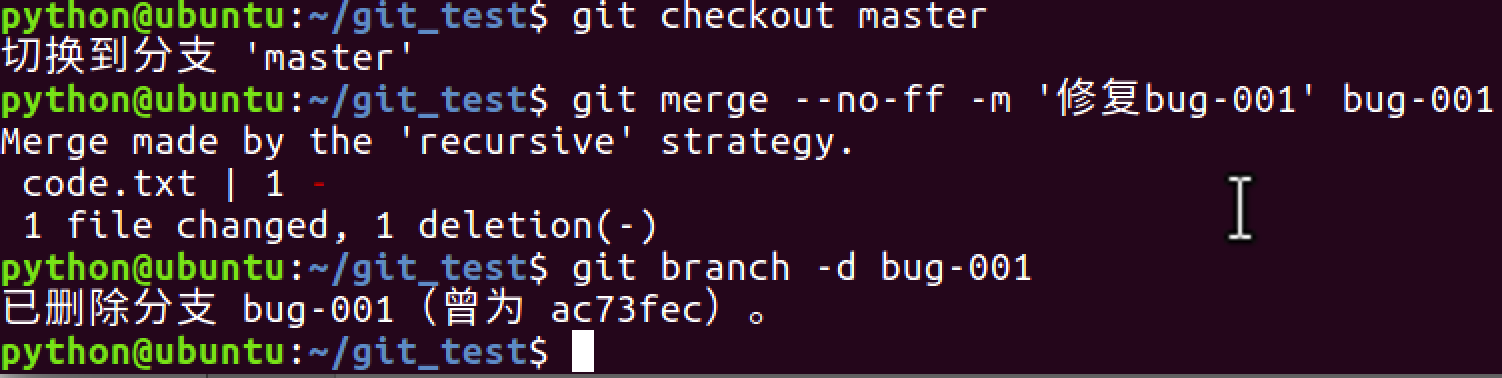 python@ubuntu:~/git_test$ git checkout master
切换到分支 'master'
python@ubuntu:~/git_test$ git merge --no-ff -m '修复bug-001' bug-001
Merge made by the 'recursive' strategy.
 code.txt | 1 -
 1 file changed, 1 deletion(-)
python@ubuntu:~/git_test$ git branch -d bug-001
已删除分支 bug-001（曾为 ac73fec）。
python@ubuntu:~/git_test$